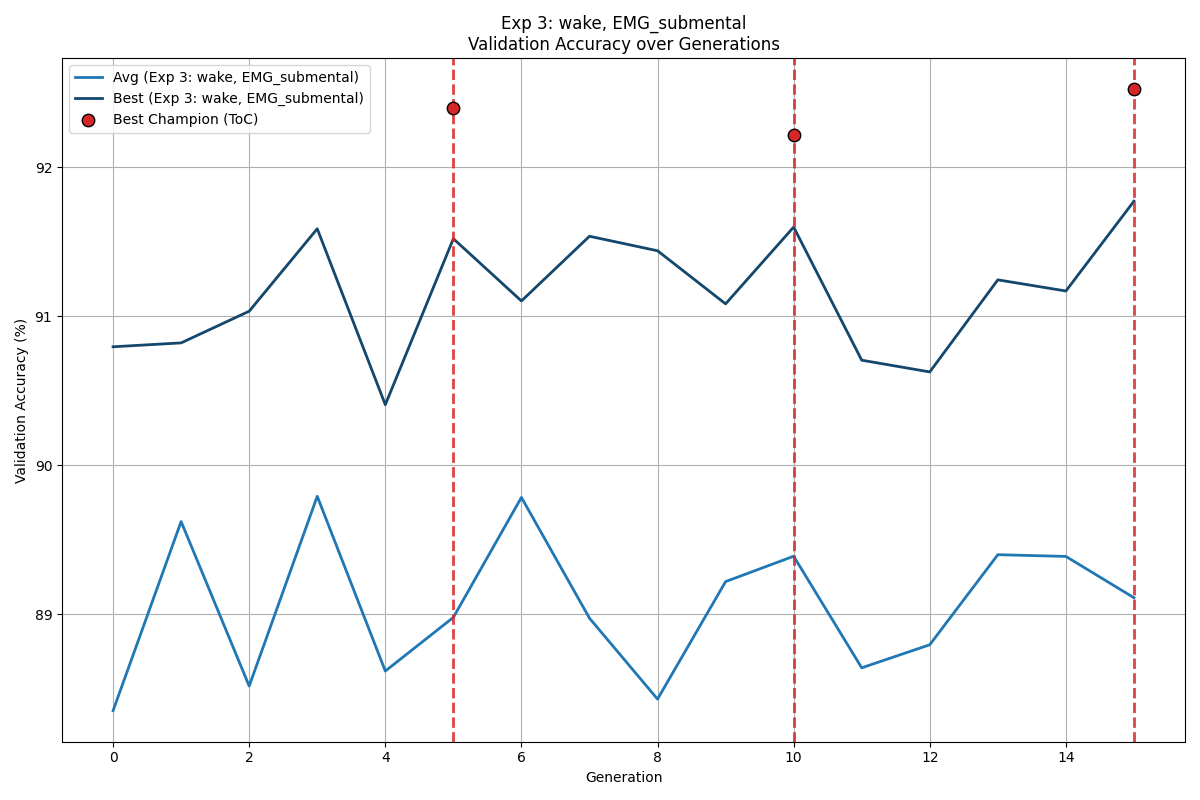 Exp 3: wake, EMG_submental
Validation Accuracy over Generations
Avg (Exp 3: wake, EMG_submental)
Best (Exp 3: wake, EMG_submental)
Best Champion (ToC)
Validation Accuracy (%)
92
91
90
89
0 2 4 6 8 10 12 14
Generation